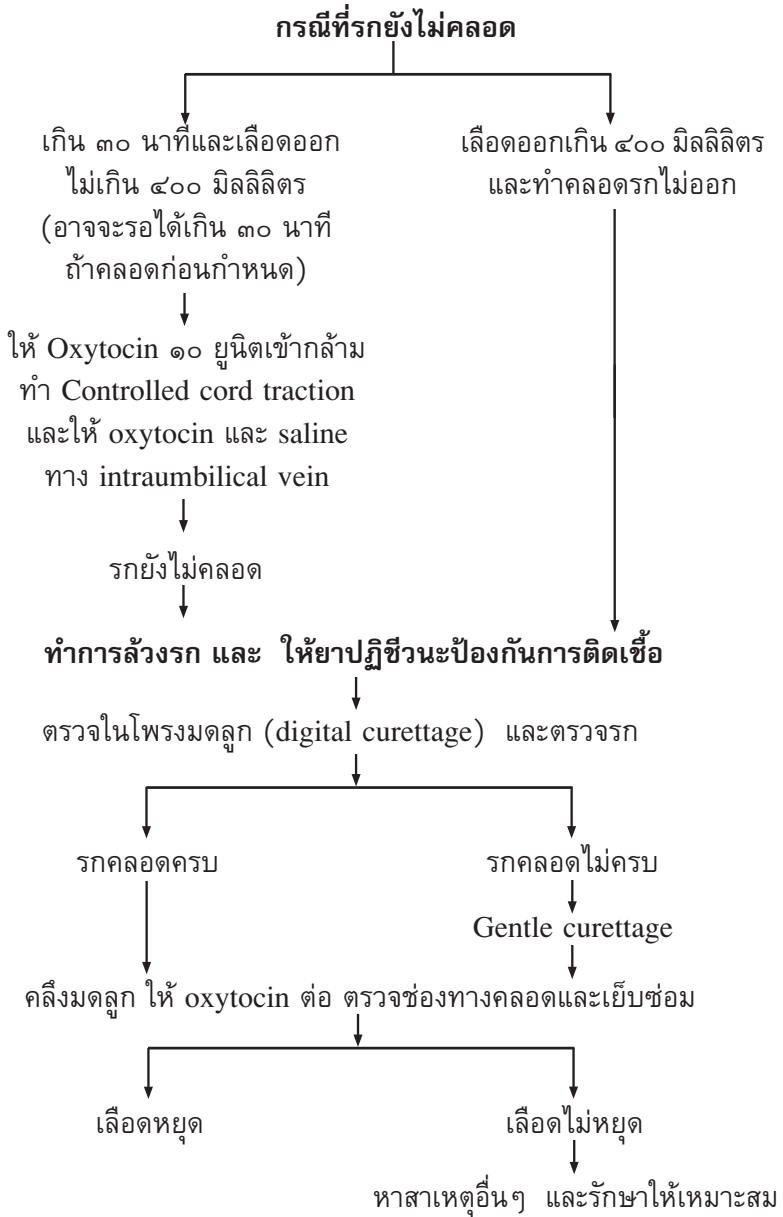 กรณีที่รกยังไม่คลอด
เกิน ๓๐ นาทีและเลือดออก
ไม่เกิน ๔๐๐ มิลลิลิตร
(อาจจะรอได้เกิน ๓๐ นาที
ถ้าคลอดก่อนกำหนด)
เลือดออกเกิน ๔๐๐ มิลลิลิตร
และทำคลอดรกไม่ออก
ให้ Oxytocin ๑๐ ยูนิตเข้ากล้าม
ทำ Controlled cord traction
และให้ oxytocin และ saline
ทาง intraumbilical vein
รกยังไม่คลอด
ทำการล้วงรก และ ให้ยาปฏิชีวนะป้องกันการติดเชื้อ
ตรวจในโพรงมดลูก (digital curettage) และตรวจรก
รกคลอดครบ
รกคลอดไม่ครบ
Gentle curettage
คลึงมดลูก ให้ oxytocin ต่อ ตรวจช่องทางคลอดและเย็บซ่อม
เลือดหยุด
เลือดไม่หยุด
หาสาเหตุอื่นๆ และรักษาให้เหมาะสม